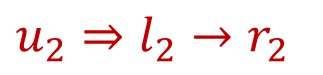 u₂ ⇒ l₂ → r₂